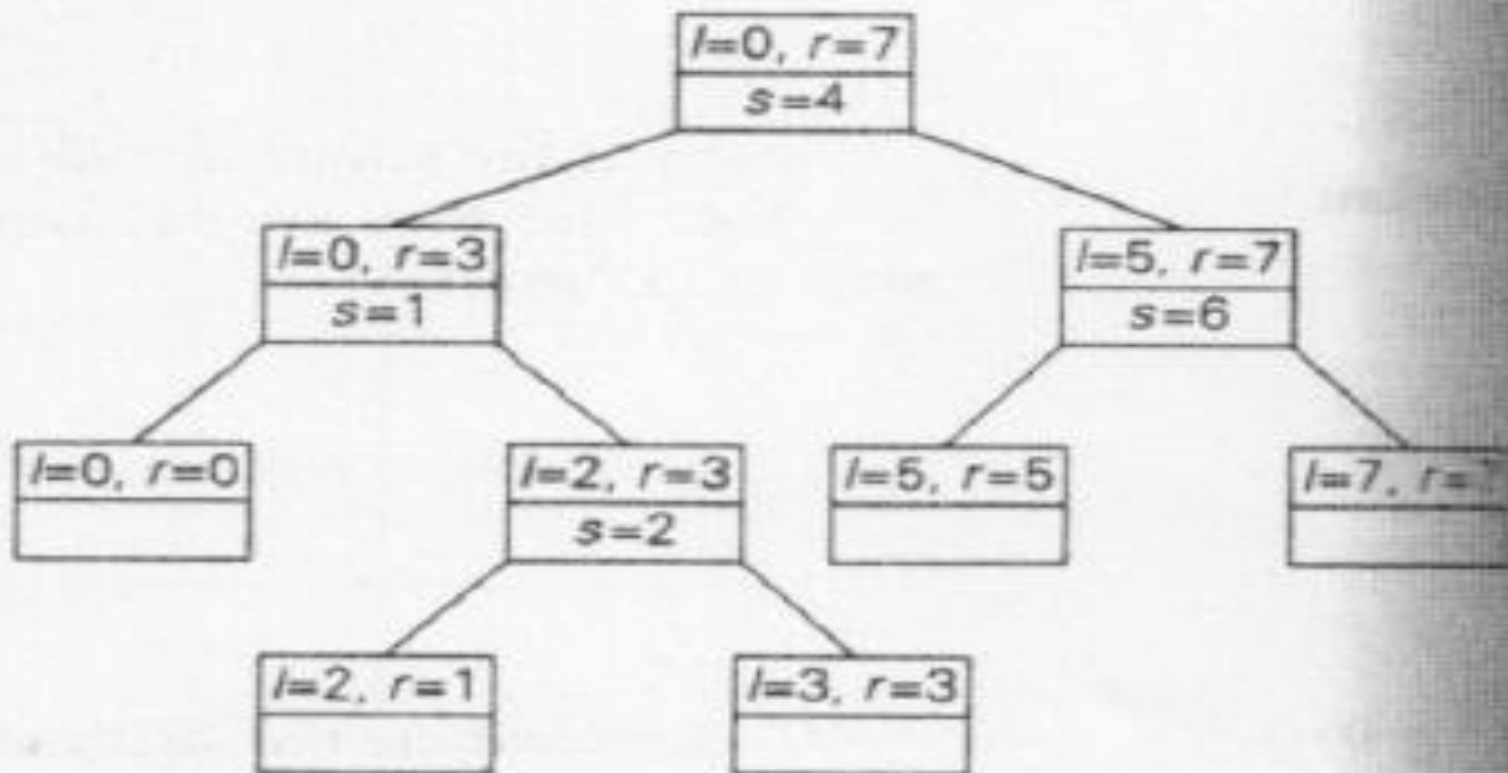 l=0, r=7
s=4
l=0, r=3
l=5, r=7
s=1
s=6
l=0, r=0
l=2, r=3
l=5, r=5
l=7, r=
s=2
l=2, r=1
l=3, r=3